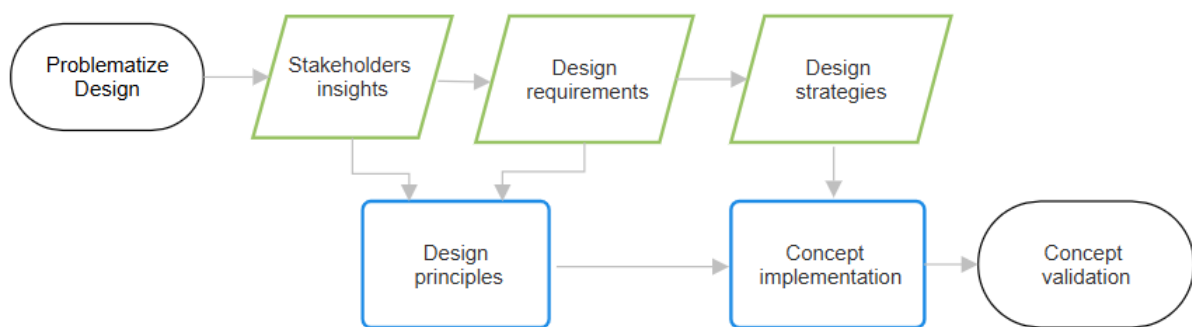 Problematize
Design
Stakeholders
insights
Design
requirements
Design
strategies
Design
principles
Concept
implementation
Concept
validation